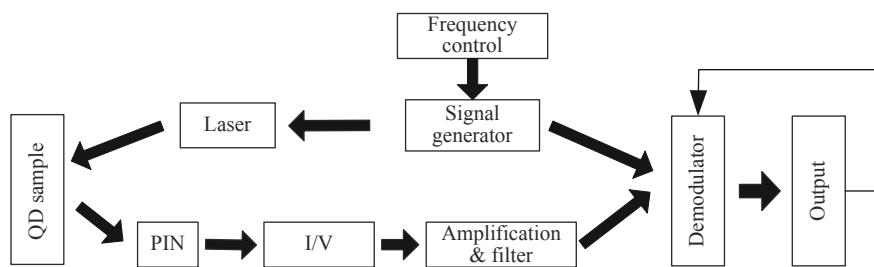 Frequency
control
Laser
Signal
generator
QD sample
PIN
I/V
Amplification
& filter
Demodulator
Output